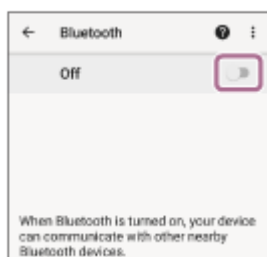 Bluetooth
Off
When Bluetooth is turned on, your device
can communicate with other nearby
Bluetooth devices.